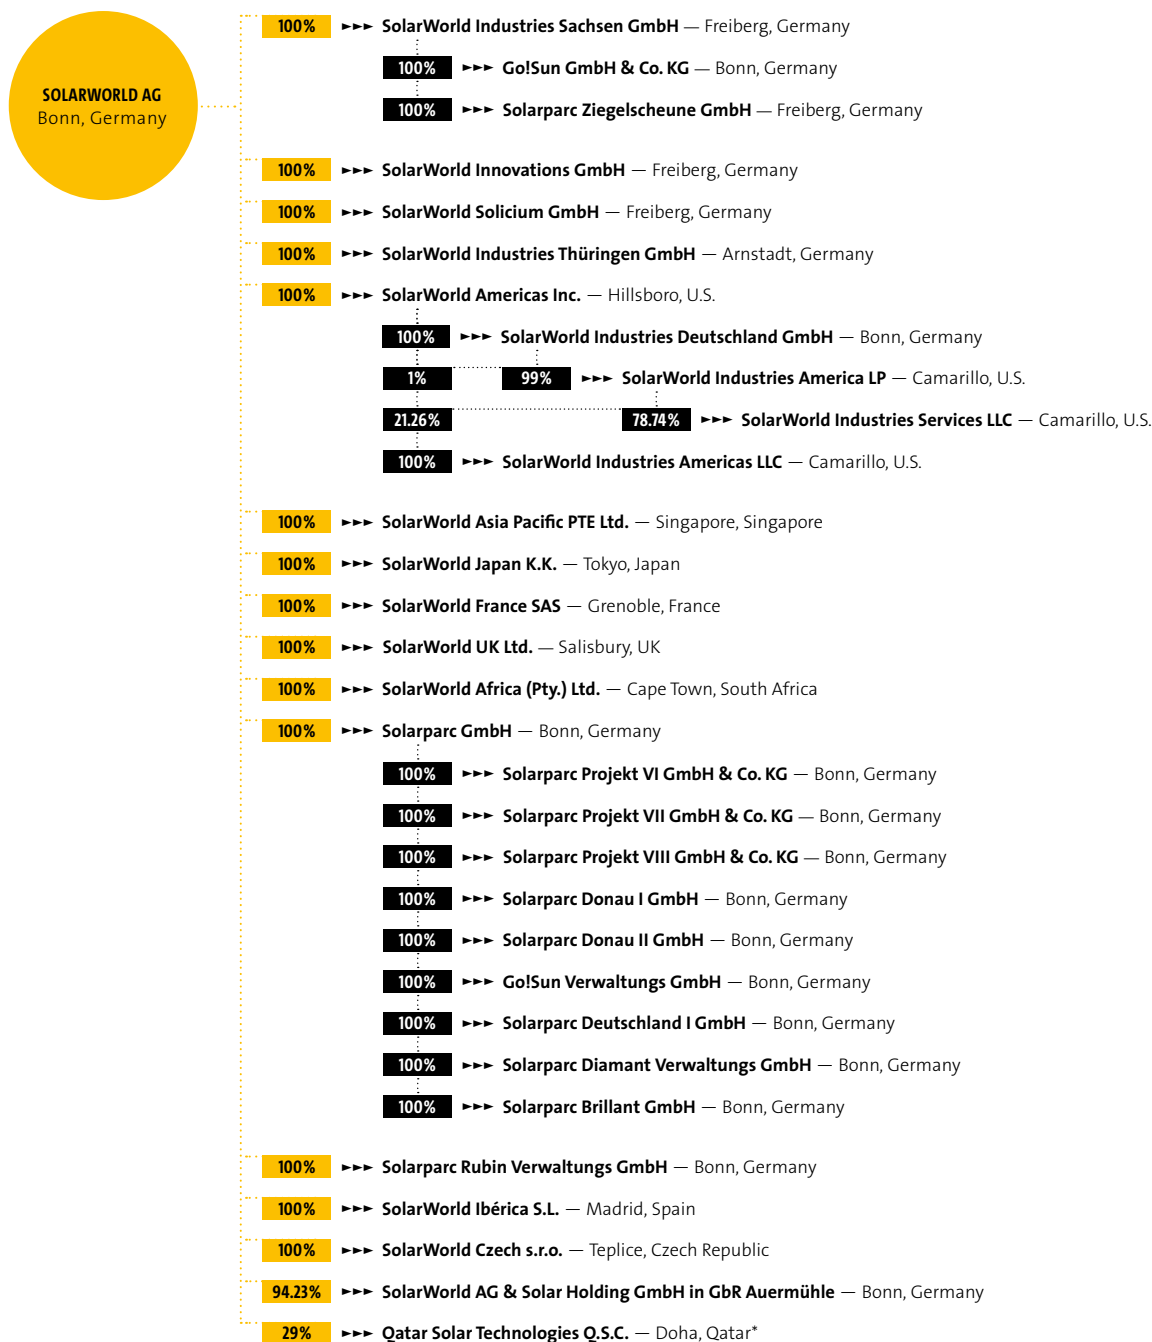 SOLARWORLD AG
Bonn, Germany
100% ►►► SolarWorld Industries Sachsen GmbH — Freiberg, Germany
100% ►►► Go!Sun GmbH & Co. KG — Bonn, Germany
100% ►►► Solarparc Ziegelscheune GmbH — Freiberg, Germany
100% ►►► SolarWorld Innovations GmbH — Freiberg, Germany
100% ►►► SolarWorld Solicium GmbH — Freiberg, Germany
100% ►►► SolarWorld Industries Thüringen GmbH — Arnstadt, Germany
100% ►►► SolarWorld Americas Inc. — Hillsboro, U.S.
100% ►►► SolarWorld Industries Deutschland GmbH — Bonn, Germany
1% 99% ►►► SolarWorld Industries America LP — Camarillo, U.S.
21.26% 78.74% ►►► SolarWorld Industries Services LLC — Camarillo, U.S.
100% ►►► SolarWorld Industries Americas LLC — Camarillo, U.S.
100% ►►► SolarWorld Asia Pacific PTE Ltd. — Singapore, Singapore
100% ►►► SolarWorld Japan K.K. — Tokyo, Japan
100% ►►► SolarWorld France SAS — Grenoble, France
100% ►►► SolarWorld UK Ltd. — Salisbury, UK
100% ►►► SolarWorld Africa (Pty.) Ltd. — Cape Town, South Africa
100% ►►► Solarparc GmbH — Bonn, Germany
100% ►►► Solarparc Projekt VI GmbH & Co. KG — Bonn, Germany
100% ►►► Solarparc Projekt VII GmbH & Co. KG — Bonn, Germany
100% ►►► Solarparc Projekt VIII GmbH & Co. KG — Bonn, Germany
100% ►►► Solarparc Donau I GmbH — Bonn, Germany
100% ►►► Solarparc Donau II GmbH — Bonn, Germany
100% ►►► Go!Sun Verwaltungs GmbH — Bonn, Germany
100% ►►► Solarparc Deutschland I GmbH — Bonn, Germany
100% ►►► Solarparc Diamant Verwaltungs GmbH — Bonn, Germany
100% ►►► Solarparc Brillant GmbH — Bonn, Germany
100% ►►► Solarparc Rubin Verwaltungs GmbH — Bonn, Germany
100% ►►► SolarWorld Ibérica S.L. — Madrid, Spain
100% ►►► SolarWorld Czech s.r.o. — Teplice, Czech Republic
94.23% ►►► SolarWorld AG & Solar Holding GmbH in GbR Auermühle — Bonn, Germany
29% ►►► Qatar Solar Technologies Q.S.C. — Doha, Qatar*